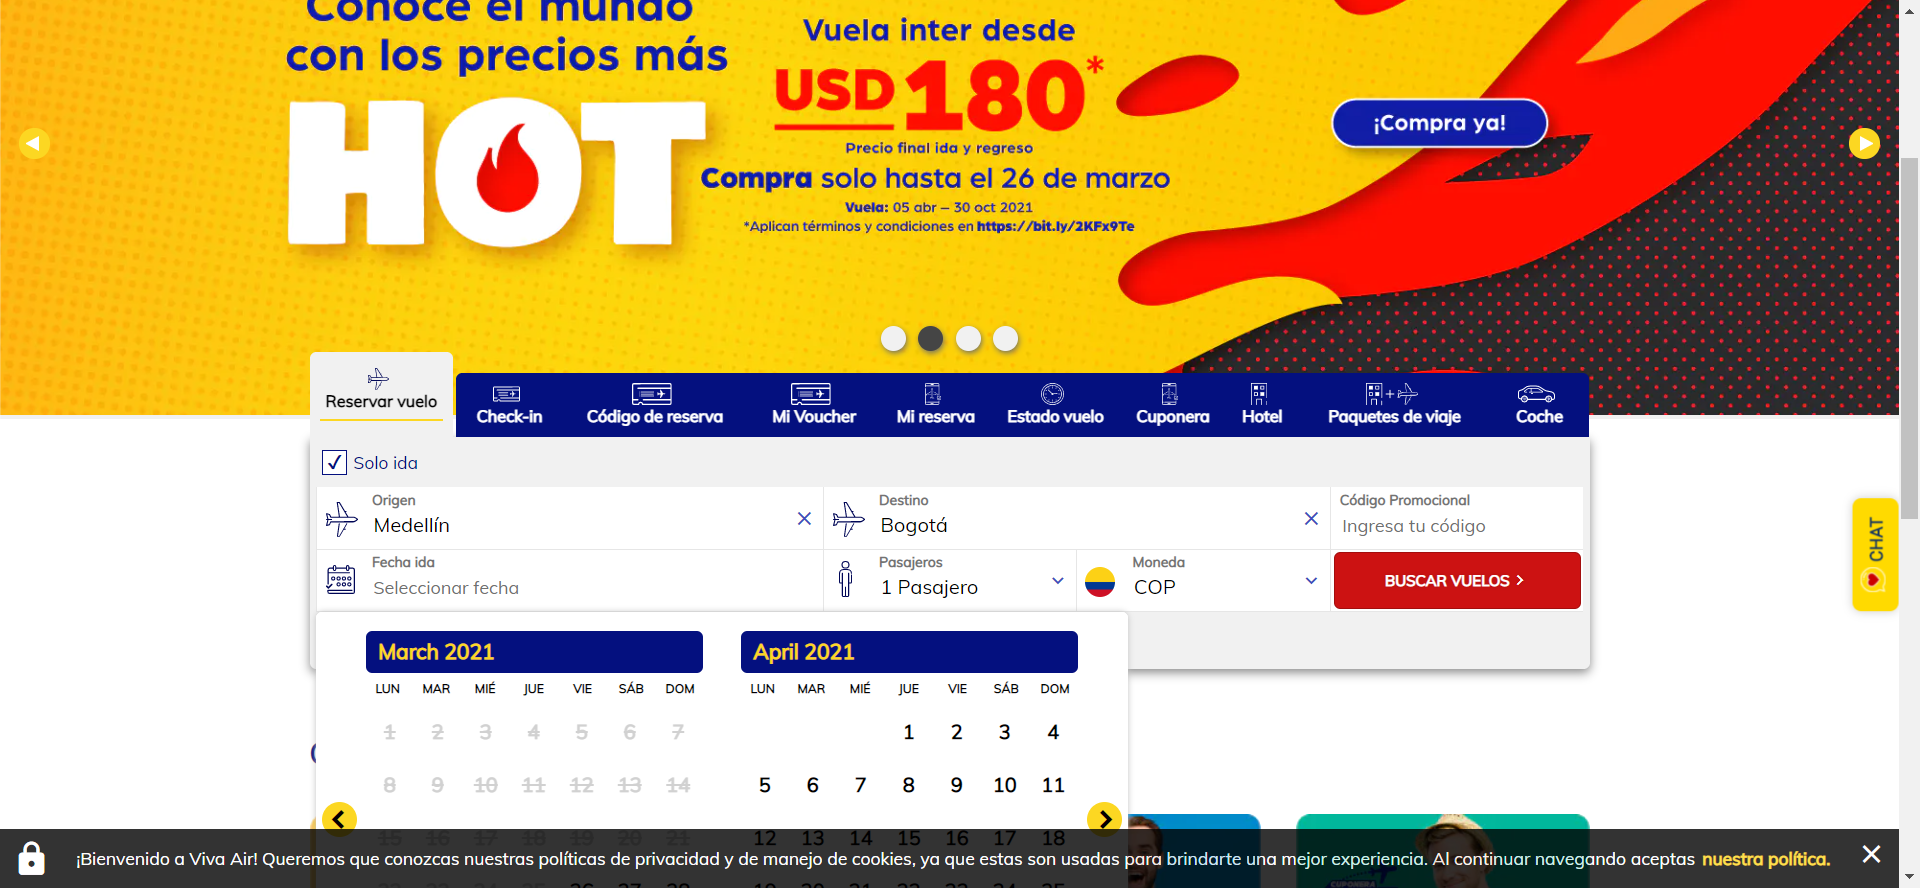 Conoce el mundo
con los precios más
HOT
Vuela inter desde
USD180*
Precio final ida y regreso
Compra solo hasta el 26 de marzo
Vuela: 05 abr – 30 oct 2021
*Aplican términos y condiciones en https://bit.ly/2KFx9Te
¡Compra ya!
Reservar vuelo
Check-in
Código de reserva
Mi Voucher
Mi reserva
Estado vuelo
Cuponera
Hotel
Paquetes de viaje
Coche
Solo ida
Origen
Medellín
Destino
Bogotá
Código Promocional
Ingresa tu código
Fecha ida
Seleccionar fecha
Pasajeros
1 Pasajero
Moneda
COP
BUSCAR VUELOS
CHAT
March 2021
LUN MAR MIÉ JUE VIE SÁB DOM
1 2 3 4 5 6 7
8 9 10 11 12 13 14
15 16 17 18 19 20 21
April 2021
LUN MAR MIÉ JUE VIE SÁB DOM
1 2 3 4
5 6 7 8 9 10 11
12 13 14 15 16 17 18
¡Bienvenido a Viva Air! Queremos que conozcas nuestras políticas de privacidad y de manejo de cookies, ya que estas son usadas para brindarte una mejor experiencia. Al continuar navegando aceptas nuestra política.